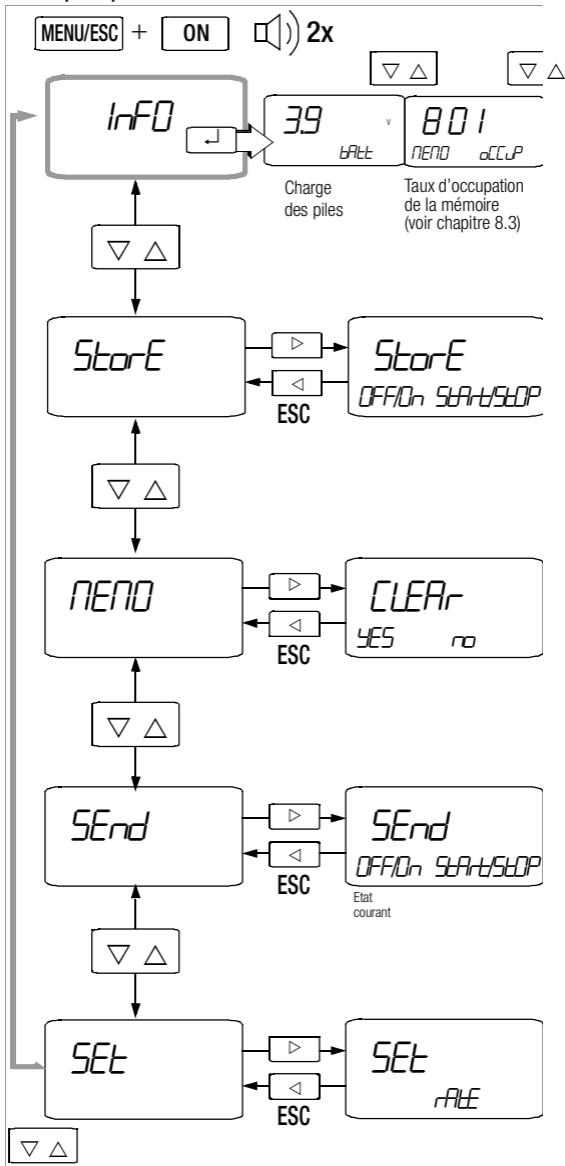 MENU/ESC + ON 2x
InFO
3.9 v
bAtt
801
MEMO oCCuP
Charge
des piles
Taux d'occupation
de la mémoire
(voir chapitre 8.3)
StorE
StorE
OFF/On StArt/StOP
ESC
MEMO
CLEAr
YES no
ESC
SEnd
SEnd
OFF/On StArt/StOP
ESC
Etat
courant
SEt
SEt
rAtE
ESC